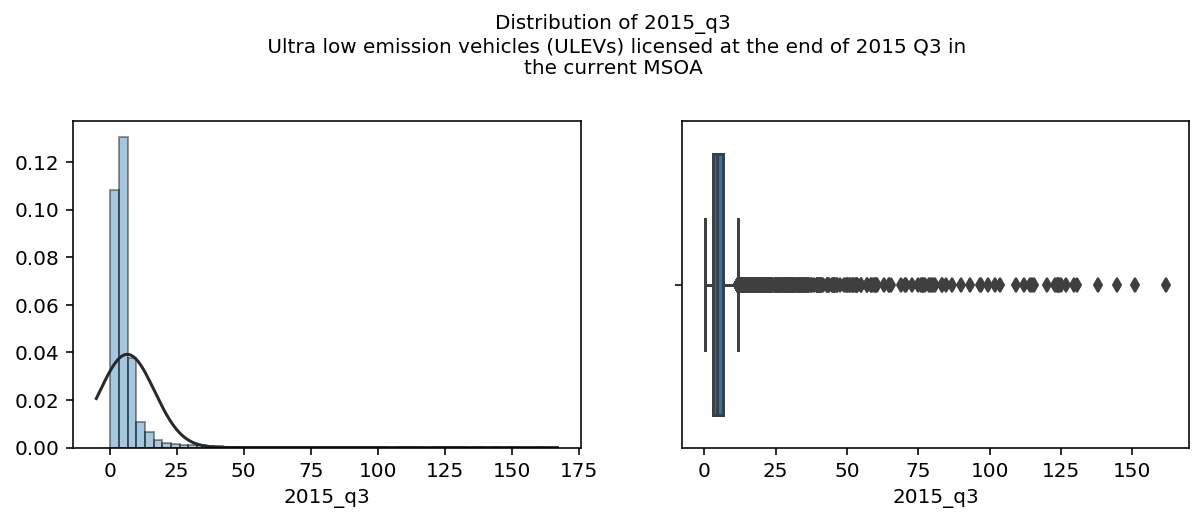 Distribution of 2015_q3
Ultra low emission vehicles (ULEVs) licensed at the end of 2015 Q3 in
the current MSOA
0.12
0.10
0.08
0.06
0.04
0.02
0.00
0 25 50 75 100 125 150 175
2015_q3
0 25 50 75 100 125 150
2015_q3